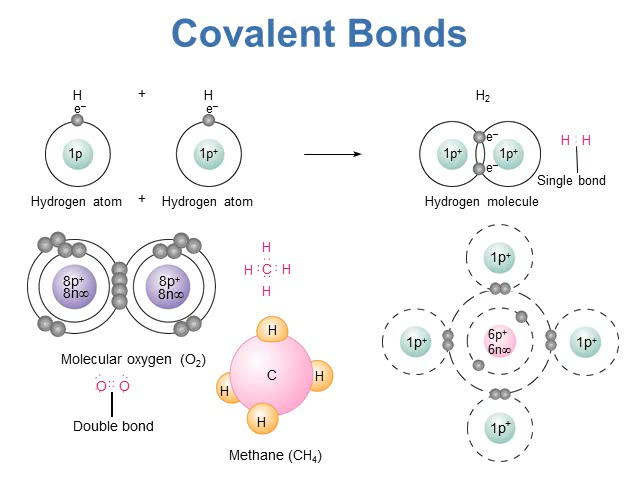 Covalent Bonds
H + H H₂
e⁻ e⁻
1p 1p⁺ 1p⁺ 1p⁺
e⁻
e⁻
H : H
Single bond
Hydrogen atom + Hydrogen atom Hydrogen molecule
8p⁺ 8p⁺
8n∞ 8n∞
Molecular oxygen (O₂)
O :: O
Double bond
H
H : C : H
H
H
H C H
H
Methane (CH₄)
1p⁺
1p⁺ 6p⁺ 1p⁺
6n∞
1p⁺